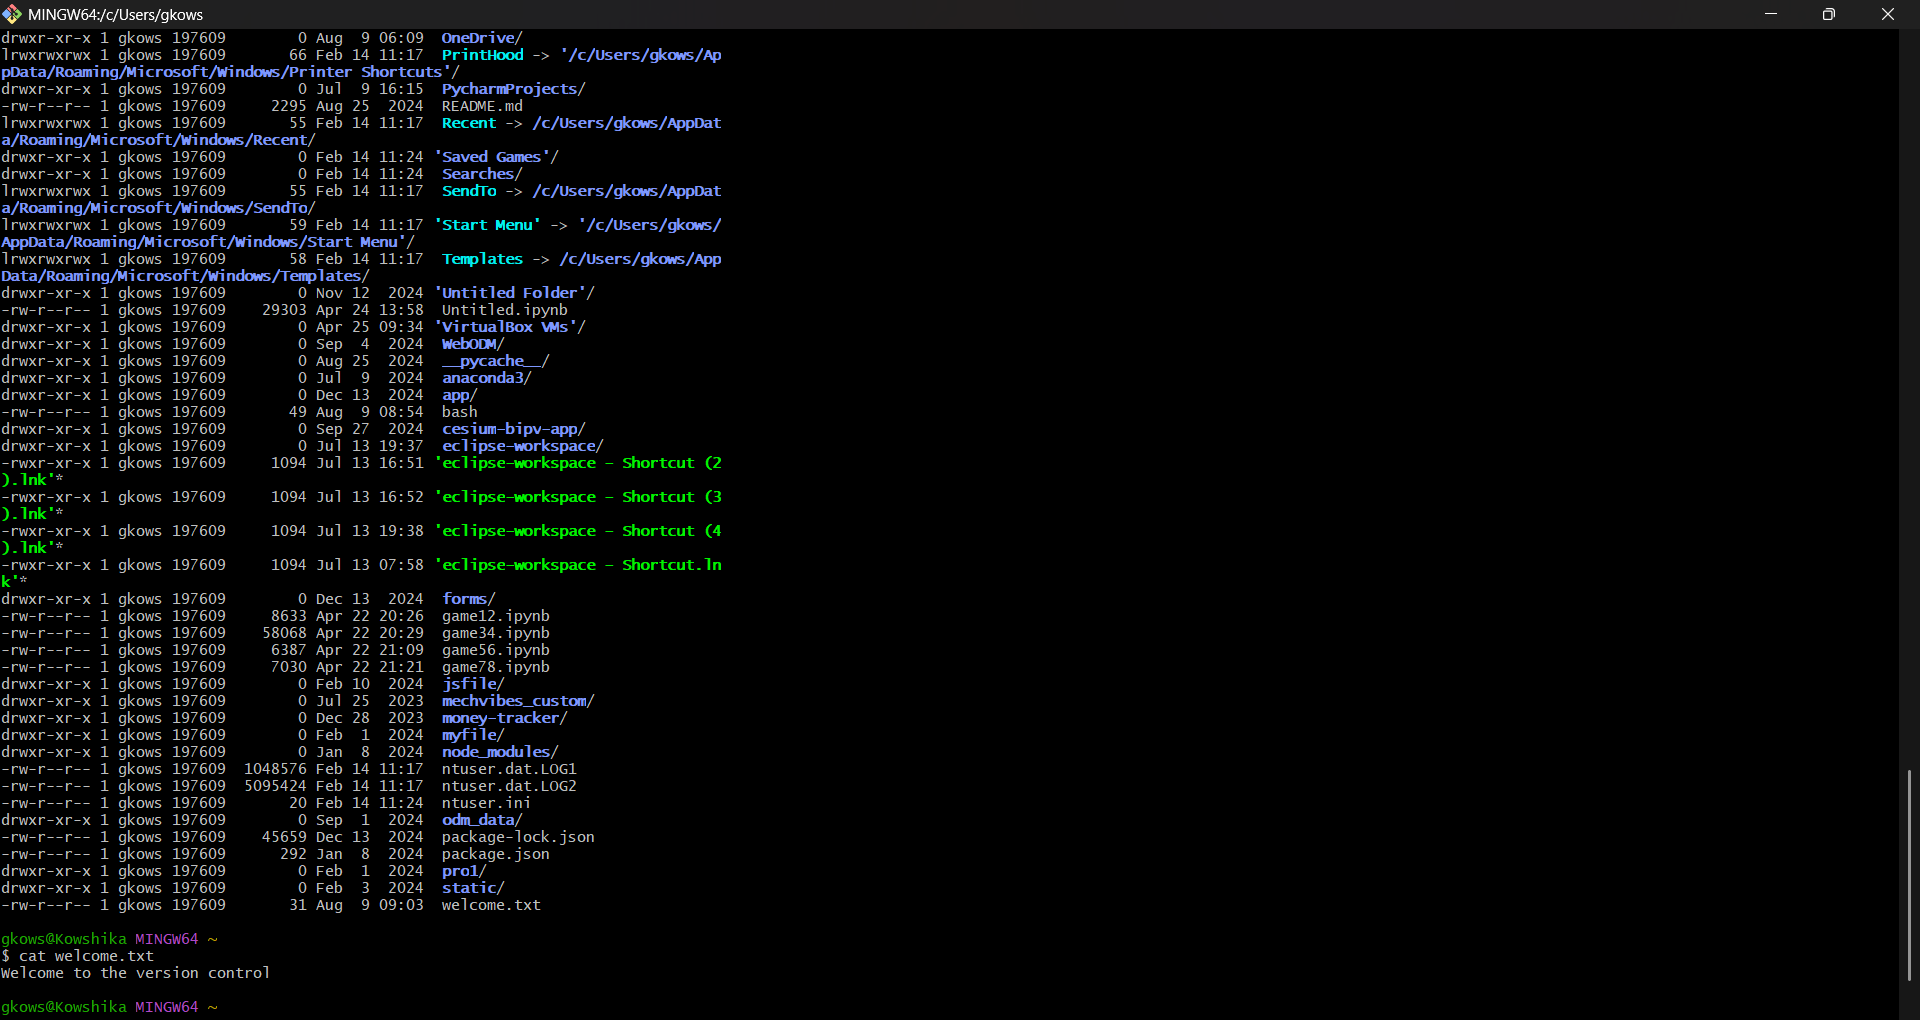 MINGW64:/c/Users/gkows
drwxr-xr-x 1 gkows 197609        0 Aug  9 06:09  OneDrive/
lrwxrwxrwx 1 gkows 197609       66 Feb 14 11:17  PrintHood -> '/c/Users/gkows/Ap
pData/Roaming/Microsoft/Windows/Printer Shortcuts'/
drwxr-xr-x 1 gkows 197609        0 Jul  9 16:15  PycharmProjects/
-rw-r--r-- 1 gkows 197609     2295 Aug 25  2024  README.md
lrwxrwxrwx 1 gkows 197609       55 Feb 14 11:17  Recent -> /c/Users/gkows/AppDat
a/Roaming/Microsoft/Windows/Recent/
drwxr-xr-x 1 gkows 197609        0 Feb 14 11:24 'Saved Games'/
drwxr-xr-x 1 gkows 197609        0 Feb 14 11:24  Searches/
lrwxrwxrwx 1 gkows 197609       55 Feb 14 11:17  SendTo -> /c/Users/gkows/AppDat
a/Roaming/Microsoft/Windows/SendTo/
lrwxrwxrwx 1 gkows 197609       59 Feb 14 11:17 'Start Menu' -> '/c/Users/gkows/
AppData/Roaming/Microsoft/Windows/Start Menu'/
lrwxrwxrwx 1 gkows 197609       58 Feb 14 11:17  Templates -> /c/Users/gkows/App
Data/Roaming/Microsoft/Windows/Templates/
drwxr-xr-x 1 gkows 197609        0 Nov 12  2024 'Untitled Folder'/
-rw-r--r-- 1 gkows 197609    29303 Apr 24 13:58  Untitled.ipynb
drwxr-xr-x 1 gkows 197609        0 Apr 25 09:34 'VirtualBox VMs'/
drwxr-xr-x 1 gkows 197609        0 Sep  4  2024  WebODM/
drwxr-xr-x 1 gkows 197609        0 Aug 25  2024  __pycache__/
drwxr-xr-x 1 gkows 197609        0 Jul  9  2024  anaconda3/
drwxr-xr-x 1 gkows 197609        0 Dec 13  2024  app/
-rw-r--r-- 1 gkows 197609       49 Aug  9 08:54  bash
drwxr-xr-x 1 gkows 197609        0 Sep 27  2024  cesium-bipv-app/
drwxr-xr-x 1 gkows 197609        0 Jul 13 19:37  eclipse-workspace/
-rwxr-xr-x 1 gkows 197609     1094 Jul 13 16:51 'eclipse-workspace - Shortcut (2
).lnk'*
-rwxr-xr-x 1 gkows 197609     1094 Jul 13 16:52 'eclipse-workspace - Shortcut (3
).lnk'*
-rwxr-xr-x 1 gkows 197609     1094 Jul 13 19:38 'eclipse-workspace - Shortcut (4
).lnk'*
-rwxr-xr-x 1 gkows 197609     1094 Jul 13 07:58 'eclipse-workspace - Shortcut.ln
k'*
drwxr-xr-x 1 gkows 197609        0 Dec 13  2024  forms/
-rw-r--r-- 1 gkows 197609     8633 Apr 22 20:26  game12.ipynb
-rw-r--r-- 1 gkows 197609    58068 Apr 22 20:29  game34.ipynb
-rw-r--r-- 1 gkows 197609     6387 Apr 22 21:09  game56.ipynb
-rw-r--r-- 1 gkows 197609     7030 Apr 22 21:21  game78.ipynb
drwxr-xr-x 1 gkows 197609        0 Feb 10  2024  jsfile/
drwxr-xr-x 1 gkows 197609        0 Jul 25  2023  mechvibes_custom/
drwxr-xr-x 1 gkows 197609        0 Dec 28  2023  money-tracker/
drwxr-xr-x 1 gkows 197609        0 Feb  1  2024  myfile/
drwxr-xr-x 1 gkows 197609        0 Jan  8  2024  node_modules/
-rw-r--r-- 1 gkows 197609  1048576 Feb 14 11:17  ntuser.dat.LOG1
-rw-r--r-- 1 gkows 197609  5095424 Feb 14 11:17  ntuser.dat.LOG2
-rw-r--r-- 1 gkows 197609       20 Feb 14 11:24  ntuser.ini
drwxr-xr-x 1 gkows 197609        0 Sep  1  2024  odm_data/
-rw-r--r-- 1 gkows 197609    45659 Dec 13  2024  package-lock.json
-rw-r--r-- 1 gkows 197609      292 Jan  8  2024  package.json
drwxr-xr-x 1 gkows 197609        0 Feb  1  2024  pro1/
drwxr-xr-x 1 gkows 197609        0 Feb  3  2024  static/
-rw-r--r-- 1 gkows 197609       31 Aug  9 09:03  welcome.txt
gkows@Kowshika MINGW64 ~
$ cat welcome.txt
Welcome to the version control
gkows@Kowshika MINGW64 ~